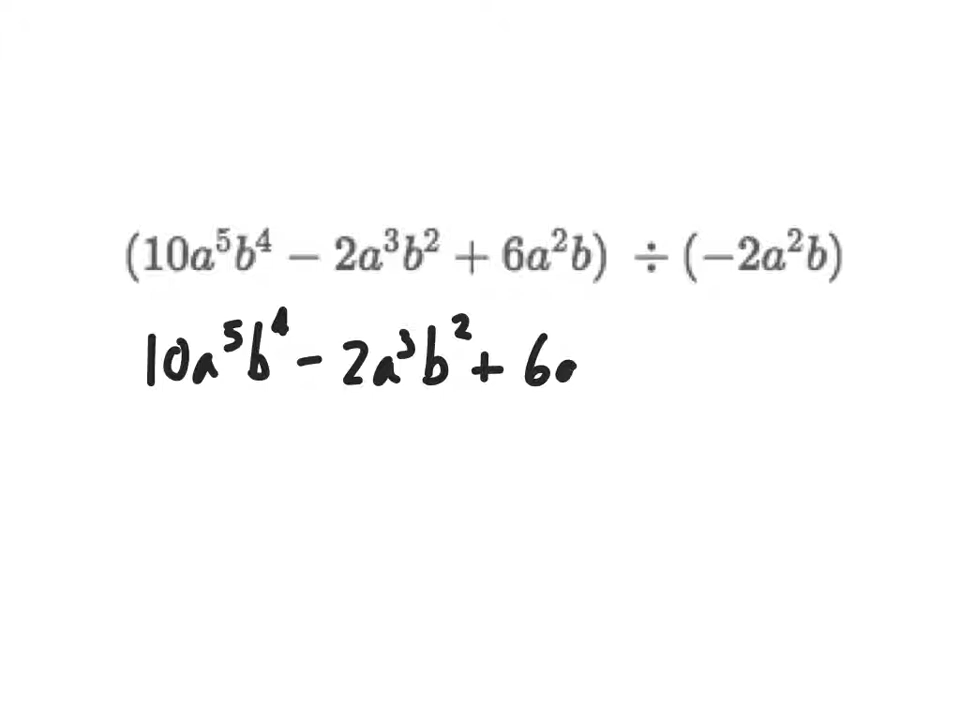 (10a⁵b⁴ − 2a³b² + 6a²b) ÷ (−2a²b)
10a⁵b⁴ − 2a³b² + 6